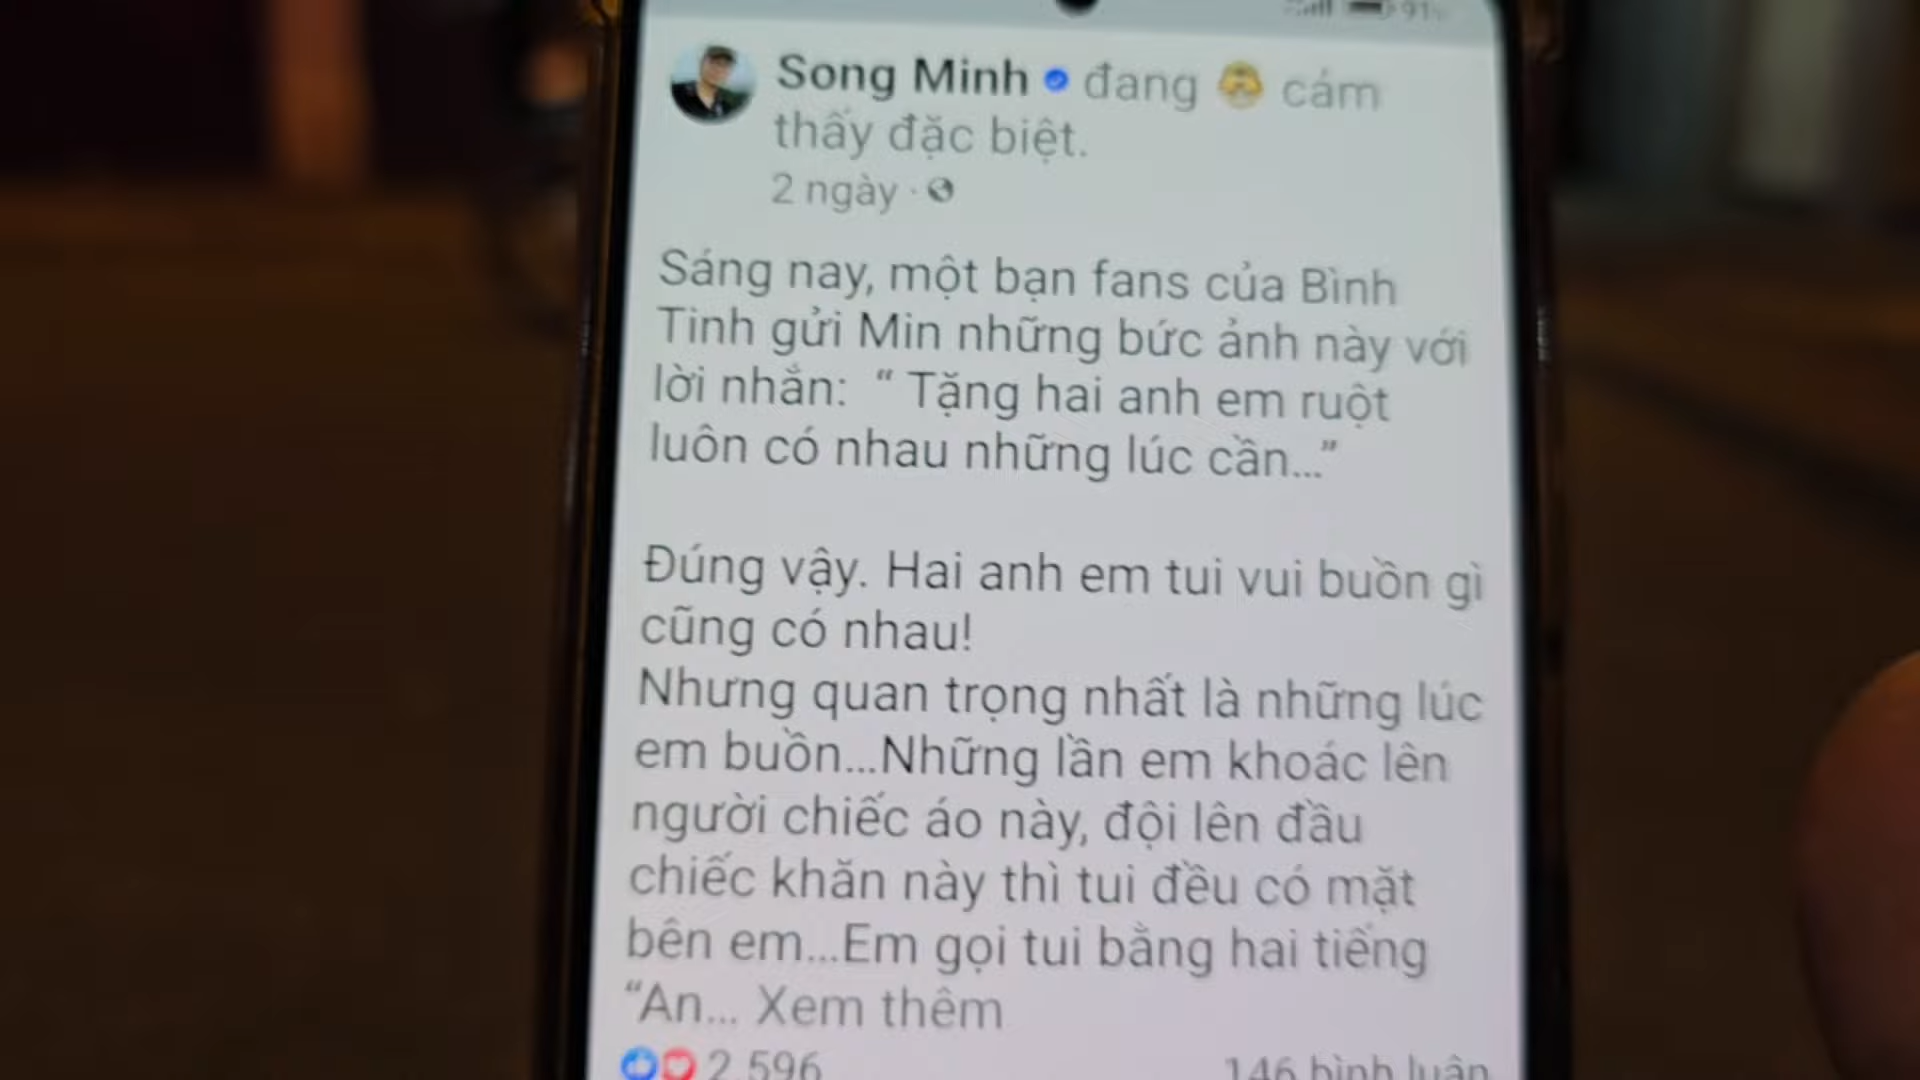 91%
Song Minh đang cảm
thấy đặc biệt.
2 ngày
Sáng nay, một bạn fans của Bình
Tinh gửi Min những bức ảnh này với
lời nhắn: “ Tặng hai anh em ruột
luôn có nhau những lúc cần...”
Đúng vậy. Hai anh em tui vui buồn gì
cũng có nhau!
Nhưng quan trọng nhất là những lúc
em buồn...Những lần em khoác lên
người chiếc áo này, đội lên đầu
chiếc khăn này thì tui đều có mặt
bên em...Em gọi tui bằng hai tiếng
“An... Xem thêm
2.596 146 bình luận